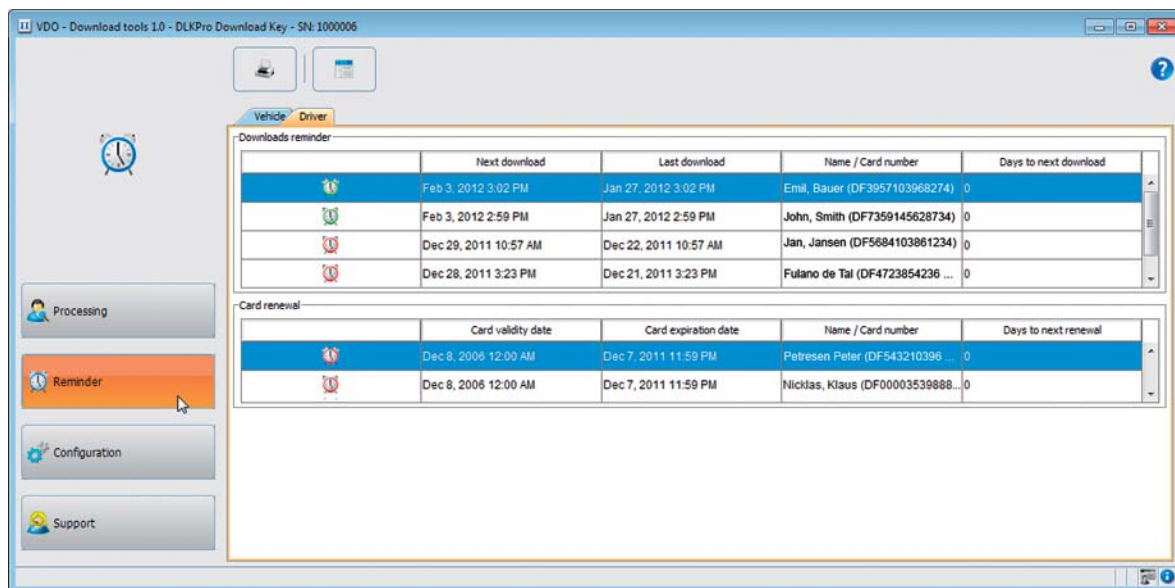 VDO - Download tools 1.0 - DLKPro Download Key - SN: 1000006
Vehicle Driver
Downloads reminder
Next download Last download Name / Card number Days to next download
Feb 3, 2012 3:02 PM Jan 27, 2012 3:02 PM Emil, Bauer (DF3957103968274) 0
Feb 3, 2012 2:59 PM Jan 27, 2012 2:59 PM John, Smith (DF7359145628734) 0
Dec 29, 2011 10:57 AM Dec 22, 2011 10:57 AM Jan, Jansen (DF5684103861234) 0
Dec 28, 2011 3:23 PM Dec 21, 2011 3:23 PM Fulano de Tal (DF4723854236 ... 0
Card renewal
Card validity date Card expiration date Name / Card number Days to next renewal
Dec 8, 2006 12:00 AM Dec 7, 2011 11:59 PM Petresen Peter (DF543210396 ... 0
Dec 8, 2006 12:00 AM Dec 7, 2011 11:59 PM Nicklas, Klaus (DF00003539888... 0
Processing
Reminder
Configuration
Support